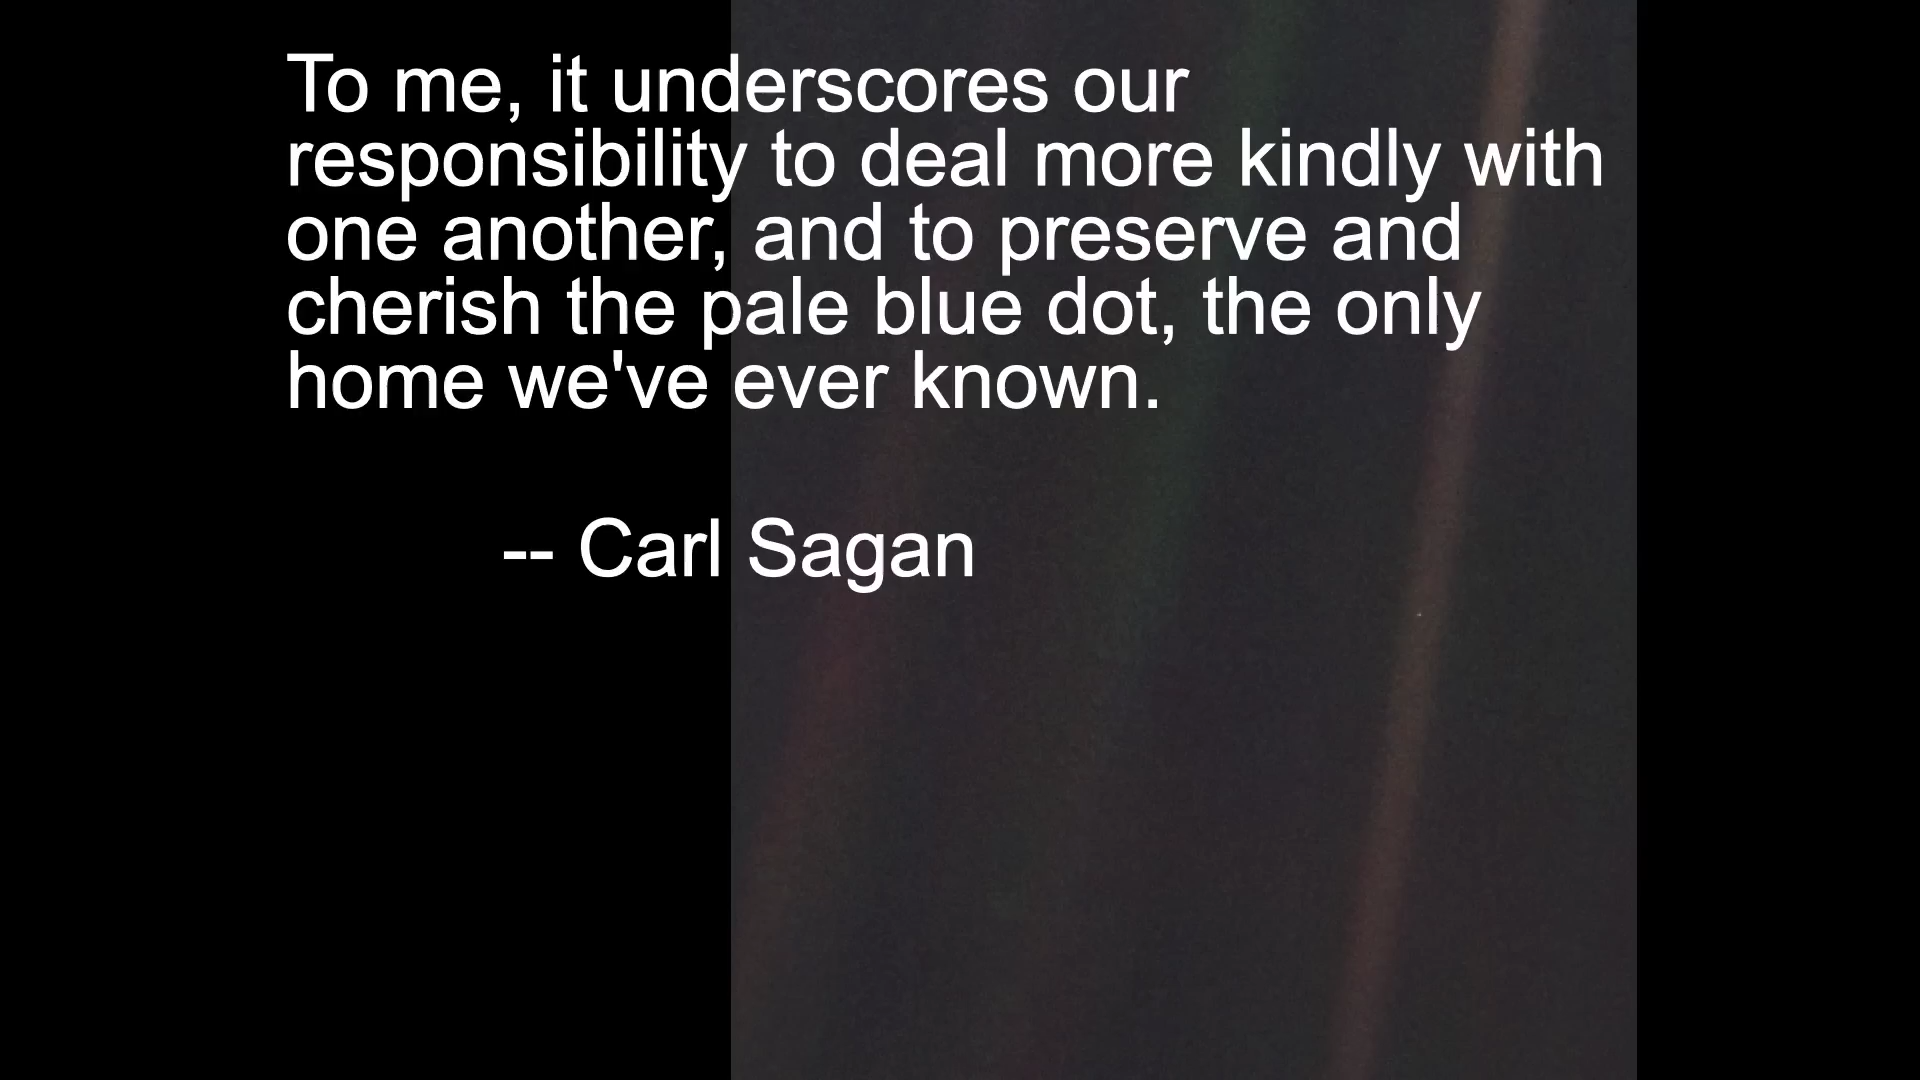 To me, it underscores our
responsibility to deal more kindly with
one another, and to preserve and
cherish the pale blue dot, the only
home we've ever known.
-- Carl Sagan